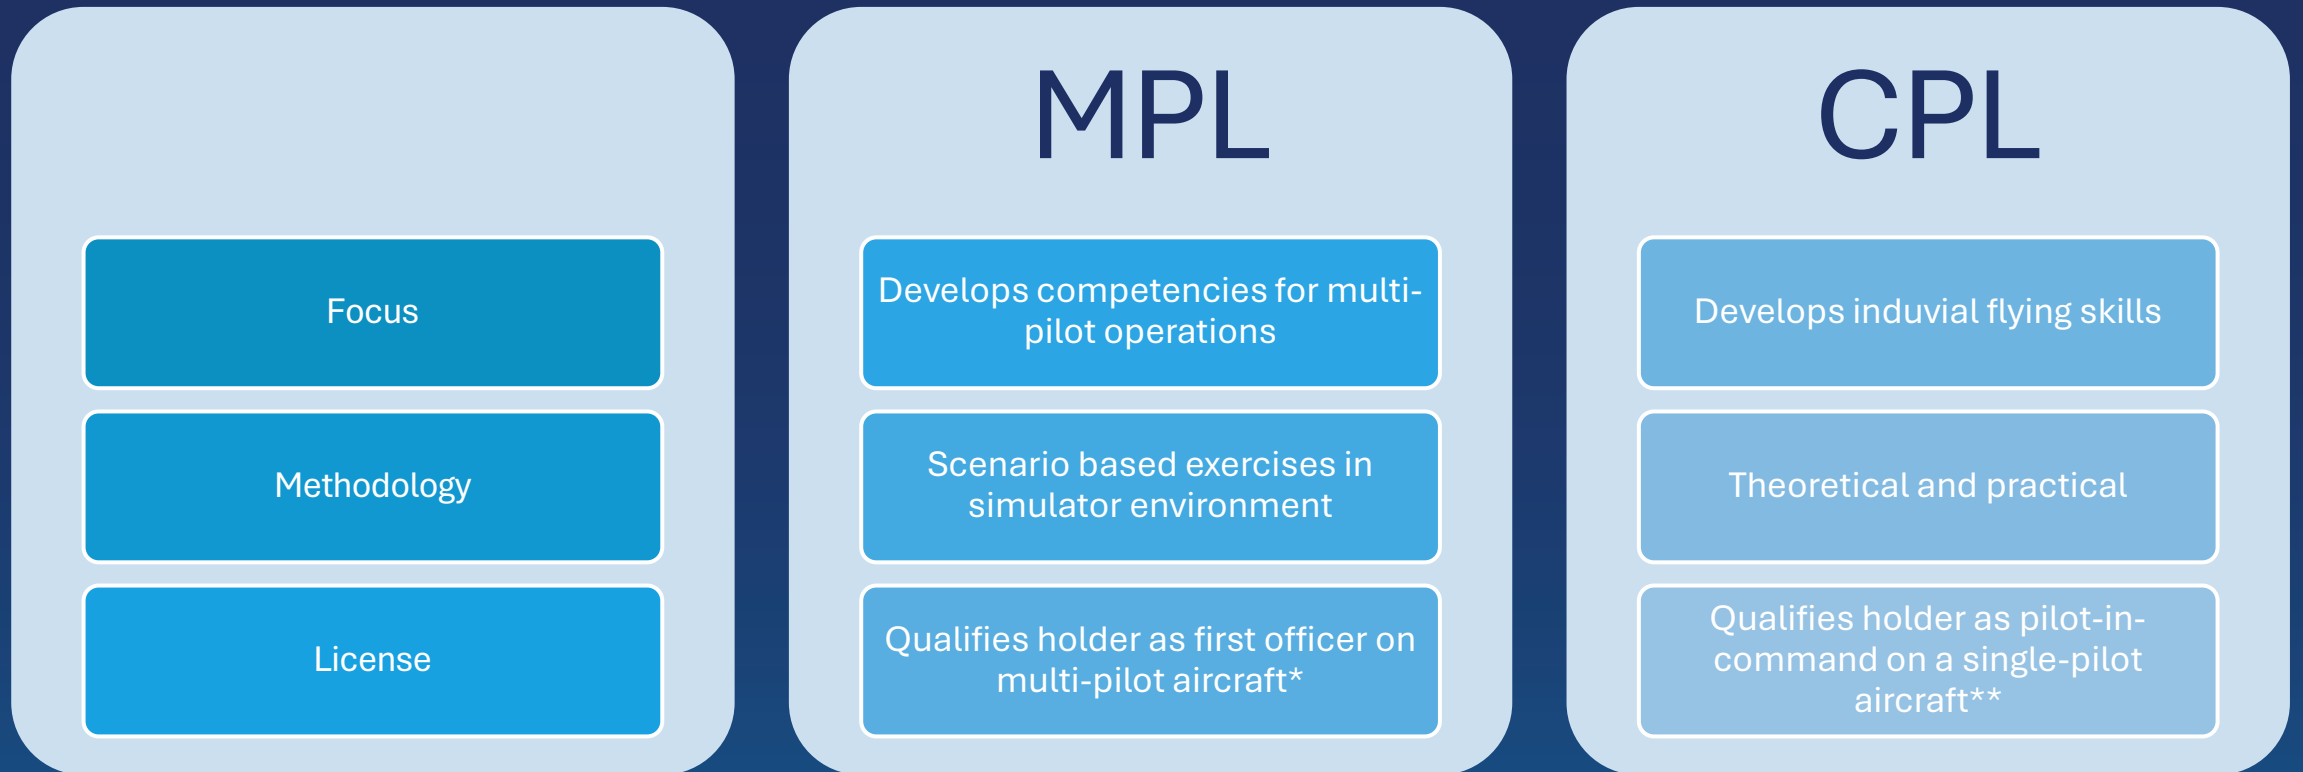 MPL
CPL
Focus
Develops competencies for multi-
pilot operations
Develops induvial flying skills
Methodology
Scenario based exercises in
simulator environment
Theoretical and practical
License
Qualifies holder as first officer on
multi-pilot aircraft*
Qualifies holder as pilot-in-
command on a single-pilot
aircraft**